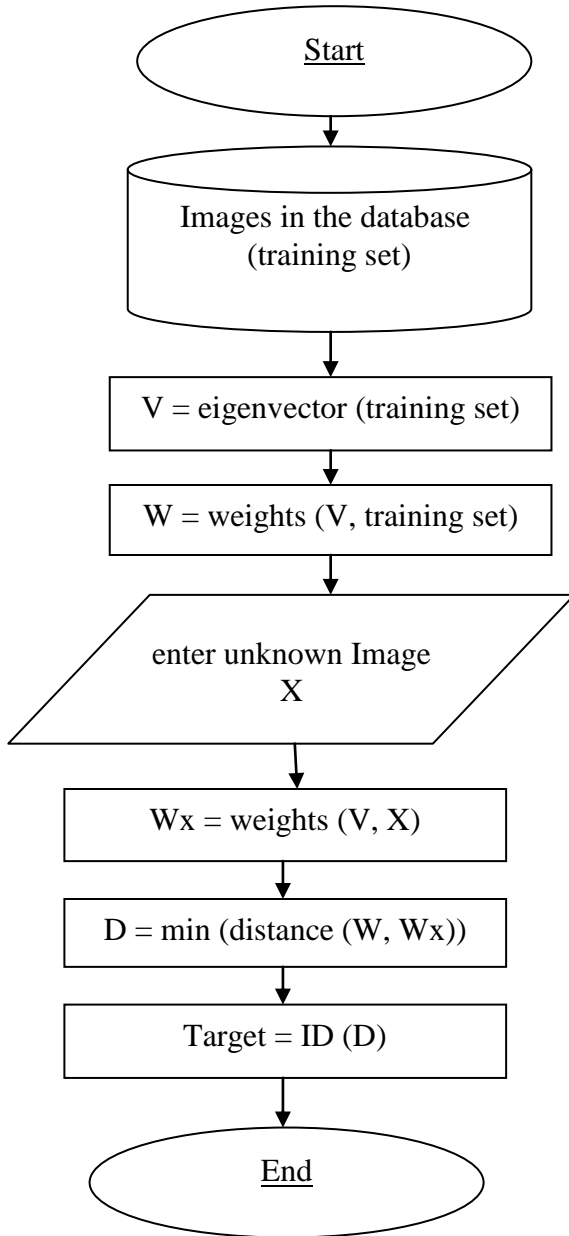 Start
Images in the database
(training set)
V = eigenvector (training set)
W = weights (V, training set)
enter unknown Image
X
Wx = weights (V, X)
D = min (distance (W, Wx))
Target = ID (D)
End